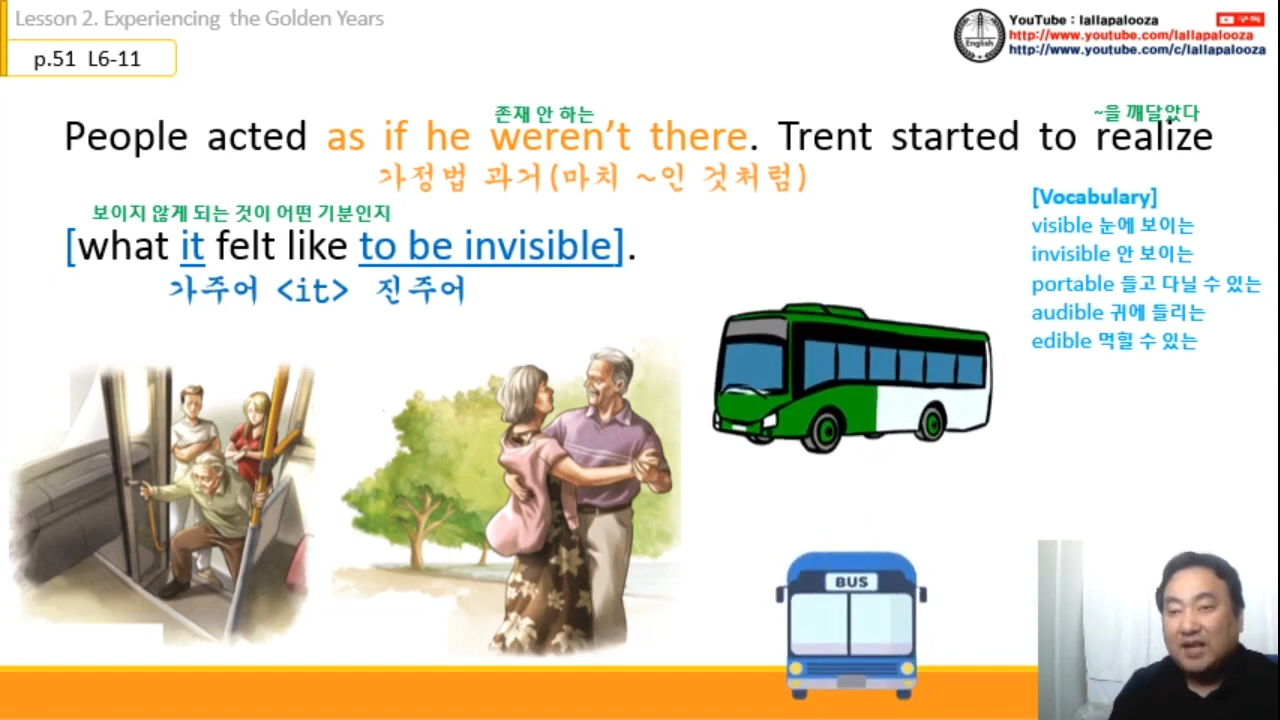 Lesson 2. Experiencing the Golden Years
p.51 L6-11
English
YouTube : lallapalooza
구독
http://www.youtube.com/lallapalooza
http://www.youtube.com/c/lallapalooza
존재 안 하는
~을 깨달았다
People acted as if he weren't there. Trent started to realize
가정법 과거(마치 ~인 것처럼)
보이지 않게 되는 것이 어떤 기분인지
[what it felt like to be invisible].
가주어 <it> 진주어
[Vocabulary]
visible 눈에 보이는
invisible 안 보이는
portable 들고 다닐 수 있는
audible 귀에 들리는
edible 먹힐 수 있는
BUS